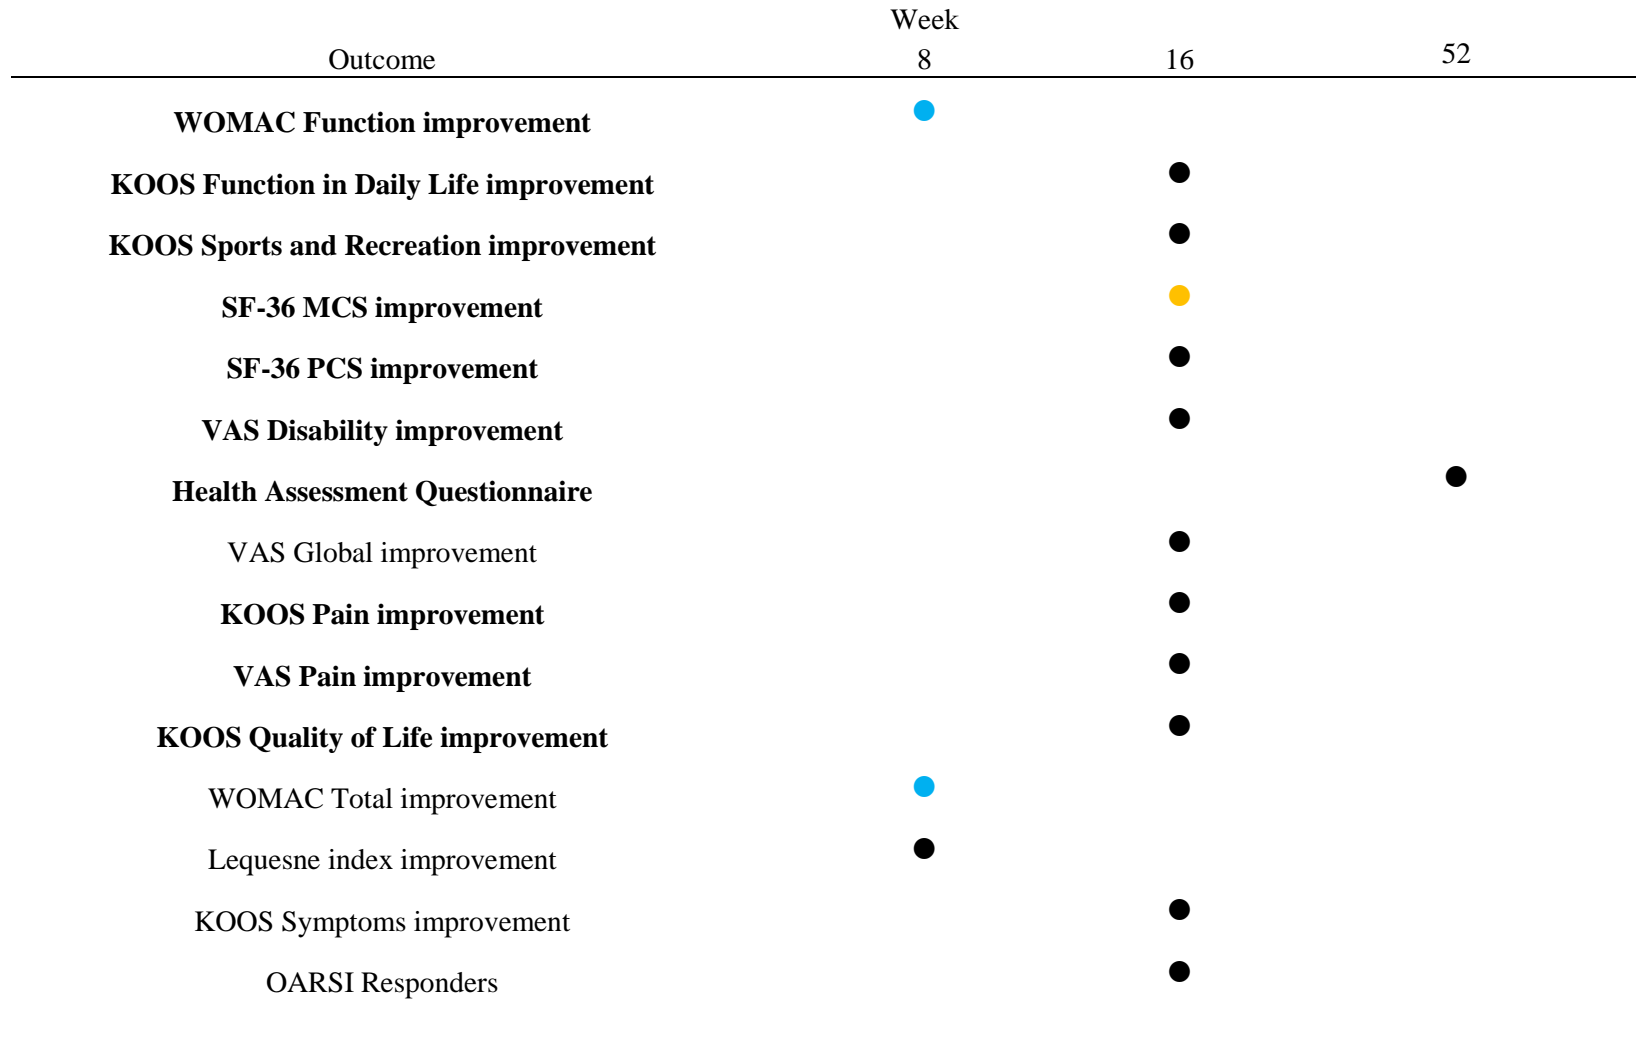 Week
Outcome 8 16 52
WOMAC Function improvement
KOOS Function in Daily Life improvement
KOOS Sports and Recreation improvement
SF-36 MCS improvement
SF-36 PCS improvement
VAS Disability improvement
Health Assessment Questionnaire
VAS Global improvement
KOOS Pain improvement
VAS Pain improvement
KOOS Quality of Life improvement
WOMAC Total improvement
Lequesne index improvement
KOOS Symptoms improvement
OARSI Responders